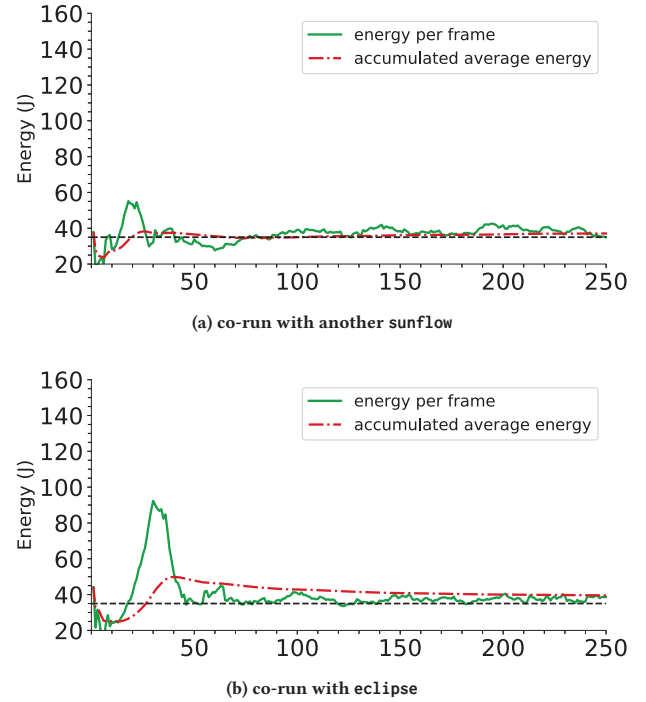 160
140
120
100
80
60
40
20
Energy (J)
energy per frame
accumulated average energy
50 100 150 200 250
(a) co-run with another sunflow
160
140
120
100
80
60
40
20
Energy (J)
energy per frame
accumulated average energy
50 100 150 200 250
(b) co-run with eclipse